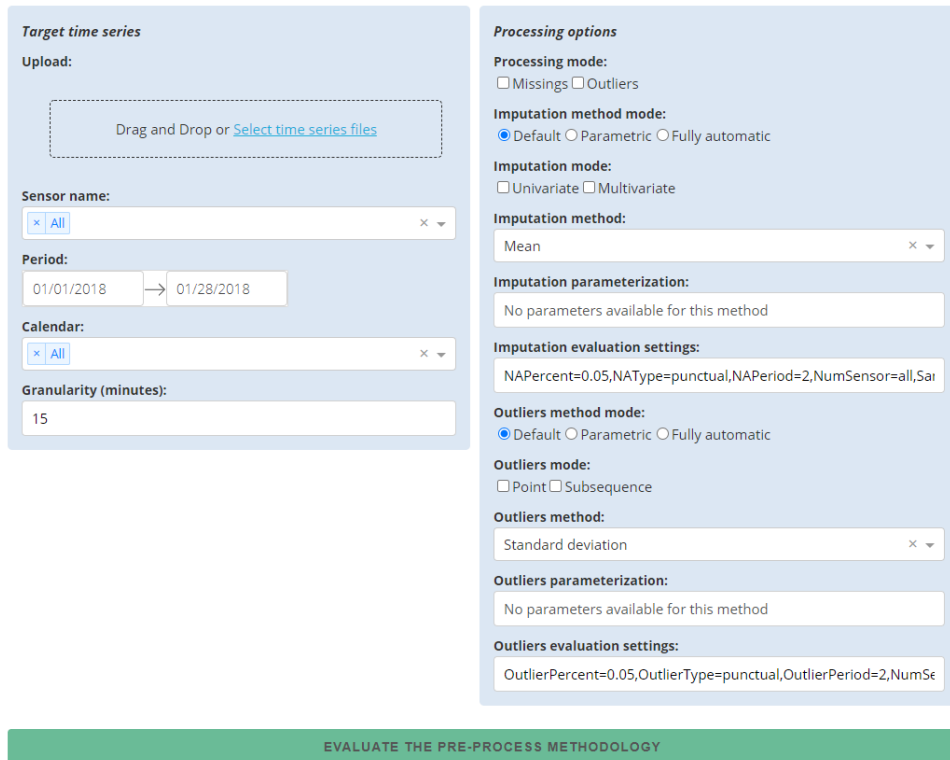 Target time series
Upload:
Drag and Drop or Select time series files
Sensor name:
× All
Period:
01/01/2018 → 01/28/2018
Calendar:
× All
Granularity (minutes):
15
Processing options
Processing mode:
Missings Outliers
Imputation method mode:
Default Parametric Fully automatic
Imputation mode:
Univariate Multivariate
Imputation method:
Mean
Imputation parameterization:
No parameters available for this method
Imputation evaluation settings:
NAPercent=0.05,NAType=punctual,NAPeriod=2,NumSensor=all,Sar
Outliers method mode:
Default Parametric Fully automatic
Outliers mode:
Point Subsequence
Outliers method:
Standard deviation
Outliers parameterization:
No parameters available for this method
Outliers evaluation settings:
OutlierPercent=0.05,OutlierType=punctual,OutlierPeriod=2,NumSe
EVALUATE THE PRE-PROCESS METHODOLOGY